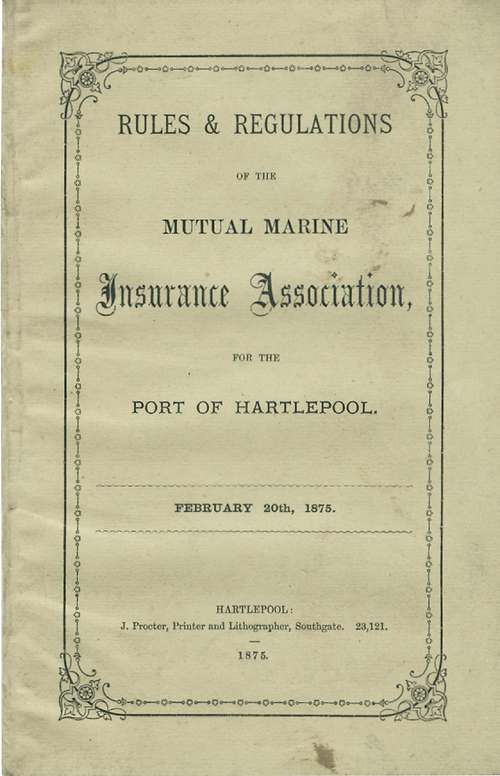 RULES & REGULATIONS
OF THE
MUTUAL MARINE
Insurance Association,
FOR THE
PORT OF HARTLEPOOL.
FEBRUARY 20th, 1875.
HARTLEPOOL:
J. Procter, Printer and Lithographer, Southgate. 23,121.
1875.